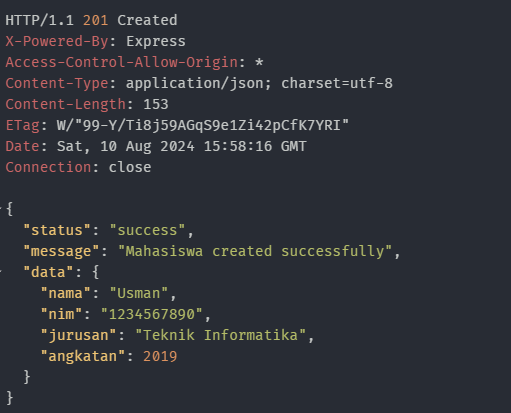 HTTP/1.1 201 Created
X-Powered-By: Express
Access-Control-Allow-Origin: *
Content-Type: application/json; charset=utf-8
Content-Length: 153
ETag: W/"99-Y/Ti8j59AGqS9e1Zi42pCfK7YRI"
Date: Sat, 10 Aug 2024 15:58:16 GMT
Connection: close

{
  "status": "success",
  "message": "Mahasiswa created successfully",
  "data": {
    "nama": "Usman",
    "nim": "1234567890",
    "jurusan": "Teknik Informatika",
    "angkatan": 2019
  }
}